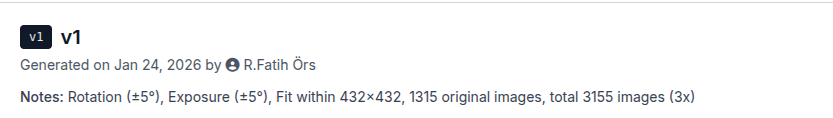 v1 v1
Generated on Jan 24, 2026 by R.Fatih Örs
Notes: Rotation (±5°), Exposure (±5°), Fit within 432×432, 1315 original images, total 3155 images (3x)